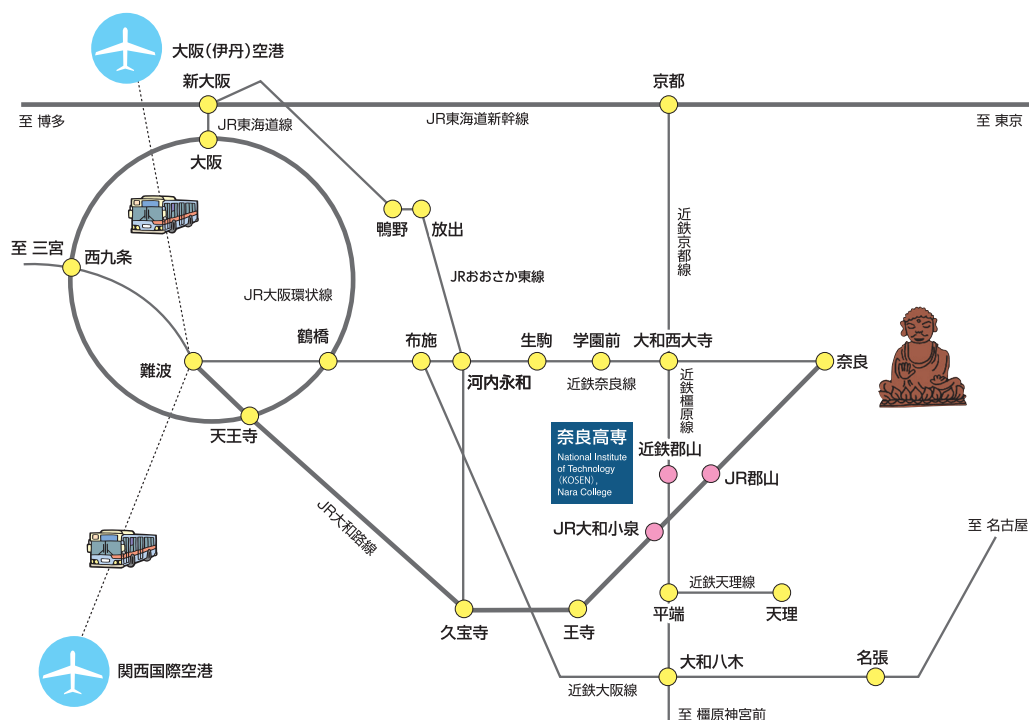 大阪(伊丹)空港
新大阪
京都
至 博多
JR東海道線
JR東海道新幹線
至 東京
大阪
鴨野
放出
近鉄京都線
至 三宮
西九条
JRおおさか東線
JR大阪環状線
鶴橋
布施
生駒
学園前
大和西大寺
難波
河内永和
近鉄奈良線
奈良
近鉄橿原線
天王寺
奈良高専
National Institute
of Technology
(KOSEN),
Nara College
近鉄郡山
JR郡山
JR大和路線
JR大和小泉
至 名古屋
近鉄天理線
久宝寺
王寺
平端
天理
関西国際空港
大和八木
名張
近鉄大阪線
至 橿原神宮前